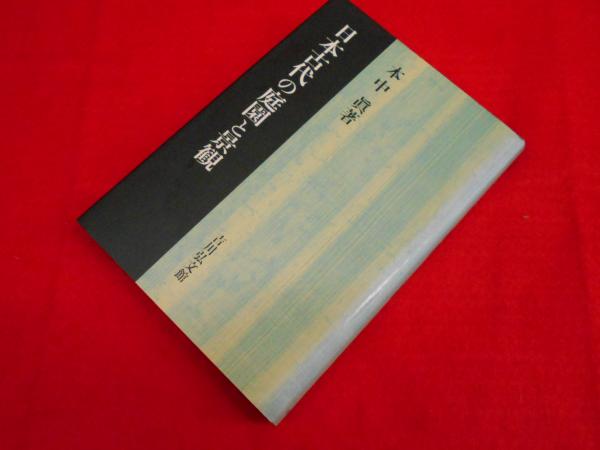 日本古代の庭園と景観
本中 眞著
吉川弘文館